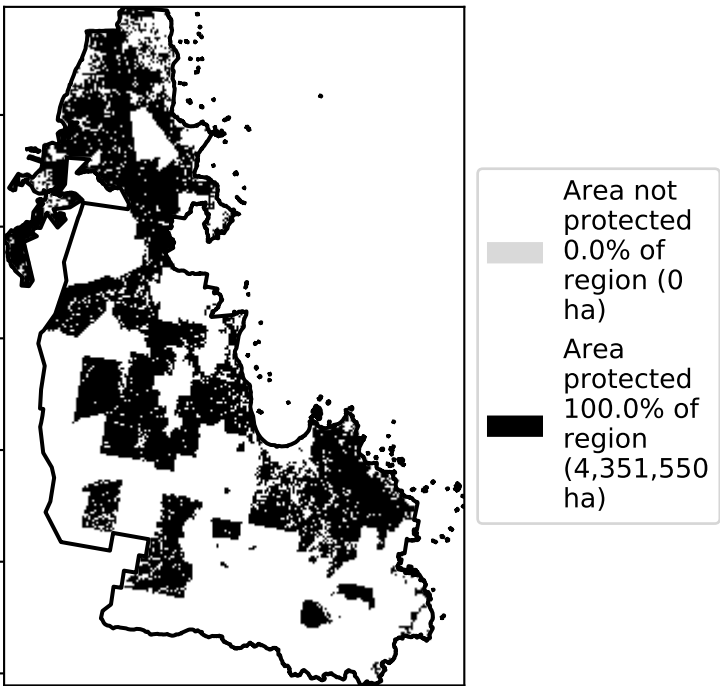 Area not
protected
0.0% of
region (0
ha)
Area
protected
100.0% of
region
(4,351,550
ha)